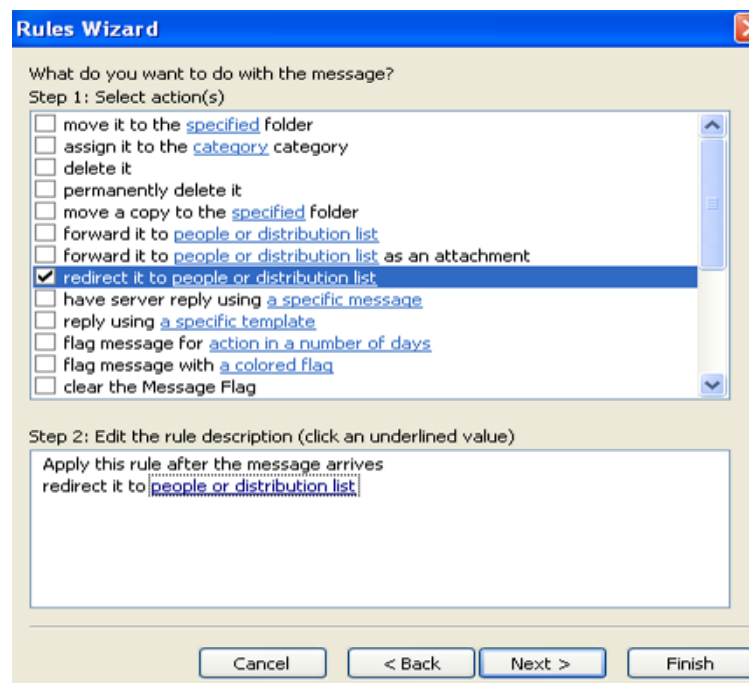 Rules Wizard
What do you want to do with the message?
Step 1: Select action(s)
move it to the specified folder
assign it to the category category
delete it
permanently delete it
move a copy to the specified folder
forward it to people or distribution list
forward it to people or distribution list as an attachment
redirect it to people or distribution list
have server reply using a specific message
reply using a specific template
flag message for action in a number of days
flag message with a colored flag
clear the Message Flag
Step 2: Edit the rule description (click an underlined value)
Apply this rule after the message arrives
redirect it to people or distribution list
Cancel < Back Next > Finish